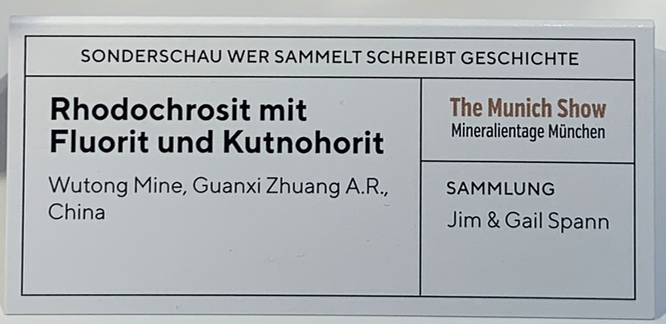 SONDERSCHAU WER SAMMELT SCHREIBT GESCHICHTE
Rhodochrosit mit
Fluorit und Kutnohorit
Wutong Mine, Guanxi Zhuang A.R.,
China
The Munich Show
Mineralientage München
SAMMLUNG
Jim & Gail Spann